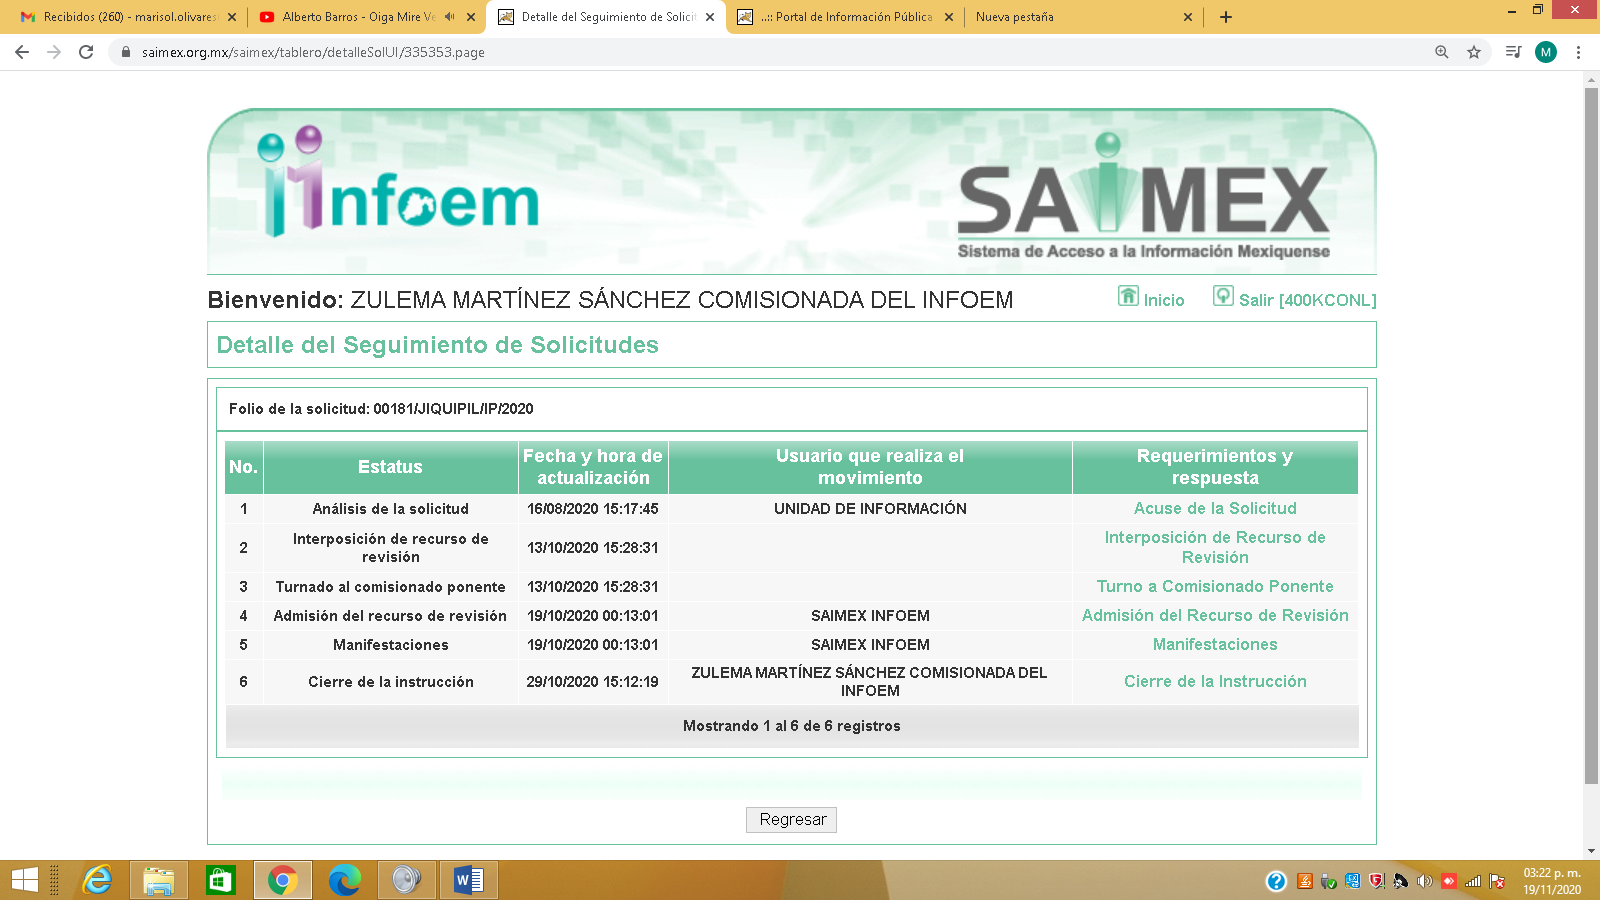 Recibidos (260) - marisol.olivares
Alberto Barros - Oiga Mire Ve
Detalle del Seguimiento de Solicit
..:: Portal de Información Pública
Nueva pestaña
saimex.org.mx/saimex/tablero/detalleSolUI/335353.page
M
infoem
SAIMEX
Sistema de Acceso a la Información Mexiquense
Bienvenido: ZULEMA MARTÍNEZ SÁNCHEZ COMISIONADA DEL INFOEM
Inicio
Salir [400KCONL]
Detalle del Seguimiento de Solicitudes
Folio de la solicitud: 00181/JIQUIPIL/IP/2020
No. Estatus Fecha y hora de actualización Usuario que realiza el movimiento Requerimientos y respuesta
1 Análisis de la solicitud 16/08/2020 15:17:45 UNIDAD DE INFORMACIÓN Acuse de la Solicitud
2 Interposición de recurso de revisión 13/10/2020 15:28:31 Interposición de Recurso de Revisión
3 Turnado al comisionado ponente 13/10/2020 15:28:31 Turno a Comisionado Ponente
4 Admisión del recurso de revisión 19/10/2020 00:13:01 SAIMEX INFOEM Admisión del Recurso de Revisión
5 Manifestaciones 19/10/2020 00:13:01 SAIMEX INFOEM Manifestaciones
6 Cierre de la instrucción 29/10/2020 15:12:19 ZULEMA MARTÍNEZ SÁNCHEZ COMISIONADA DEL INFOEM Cierre de la Instrucción
Mostrando 1 al 6 de 6 registros
Regresar
03:22 p. m.
19/11/2020